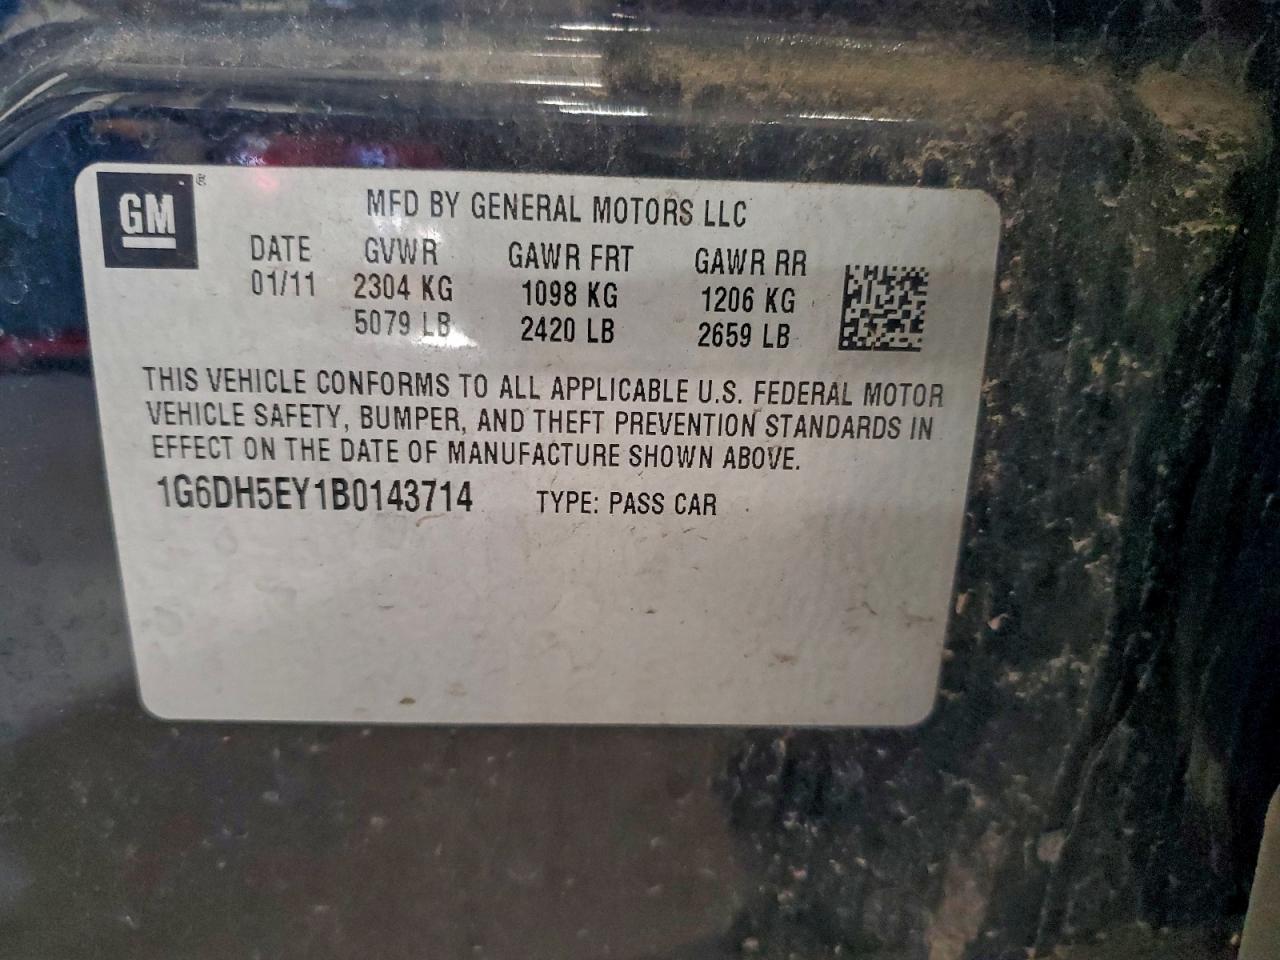 GM ®
MFD BY GENERAL MOTORS LLC
DATE GVWR GAWR FRT GAWR RR
01/11 2304 KG 1098 KG 1206 KG
5079 LB 2420 LB 2659 LB
THIS VEHICLE CONFORMS TO ALL APPLICABLE U.S. FEDERAL MOTOR
VEHICLE SAFETY, BUMPER, AND THEFT PREVENTION STANDARDS IN
EFFECT ON THE DATE OF MANUFACTURE SHOWN ABOVE.
1G6DH5EY1B0143714 TYPE: PASS CAR